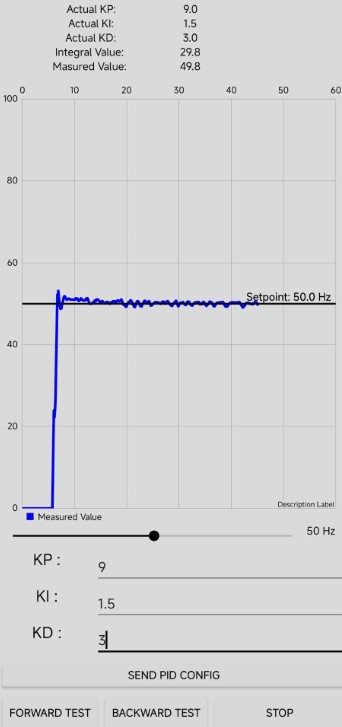 Actual KP: 9.0
Actual KI: 1.5
Actual KD: 3.0
Integral Value: 29.8
Masured Value: 49.8
0 10 20 30 40 50 60
100
80
60
Setpoint: 50.0 Hz
40
20
0
Description Label
Measured Value
50 Hz
KP : 9
KI : 1.5
KD : 3
SEND PID CONFIG
FORWARD TEST BACKWARD TEST STOP